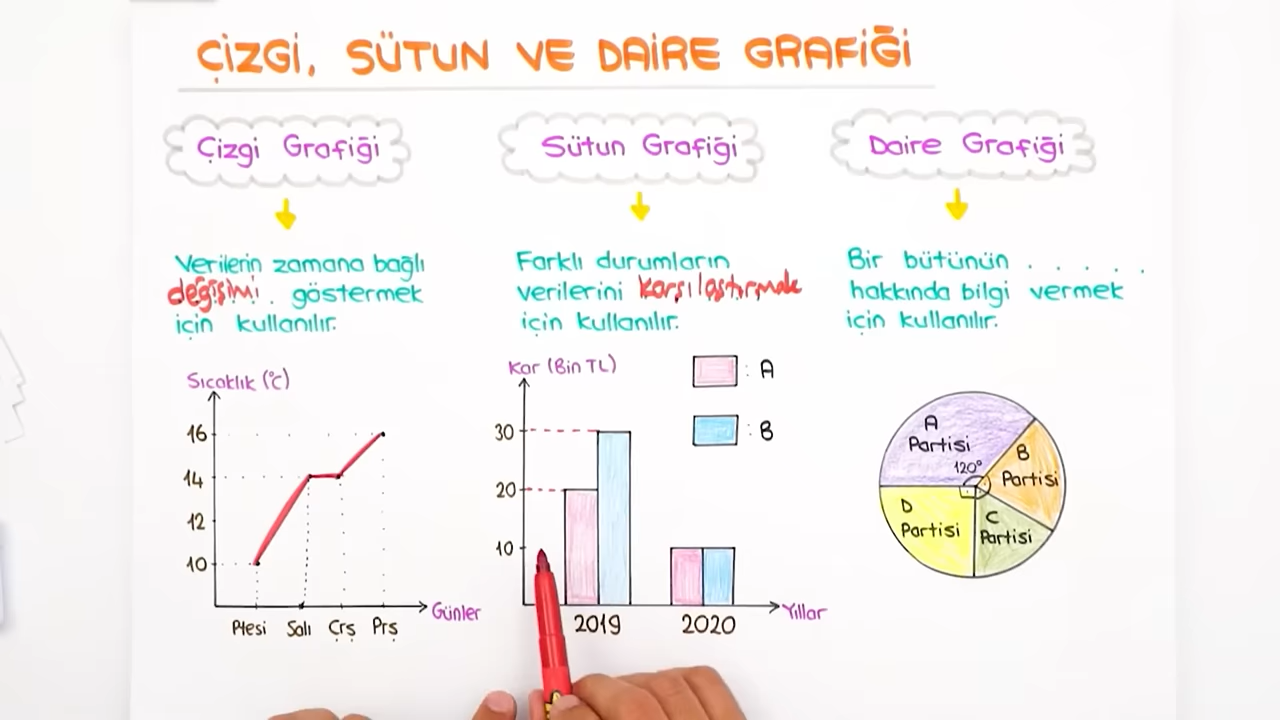 ÇİZGİ, SÜTUN VE DAİRE GRAFİĞİ
Çizgi Grafiği
Verilerin zamana bağlı
değişimi. göstermek
için kullanılır.
Sıcaklık (°C)
16
14
12
10
Ptesi Salı Çrş Prş
Günler
Sütun Grafiği
Farklı durumların
verilerini karşılaştırmak
için kullanılır.
Kar (Bin TL)
: A
: B
30
20
10
2019 2020
Yıllar
Daire Grafiği
Bir bütünün . . . . .
hakkında bilgi vermek
için kullanılır.
A
Partisi
120°
B
Partisi
C
Partisi
D
Partisi